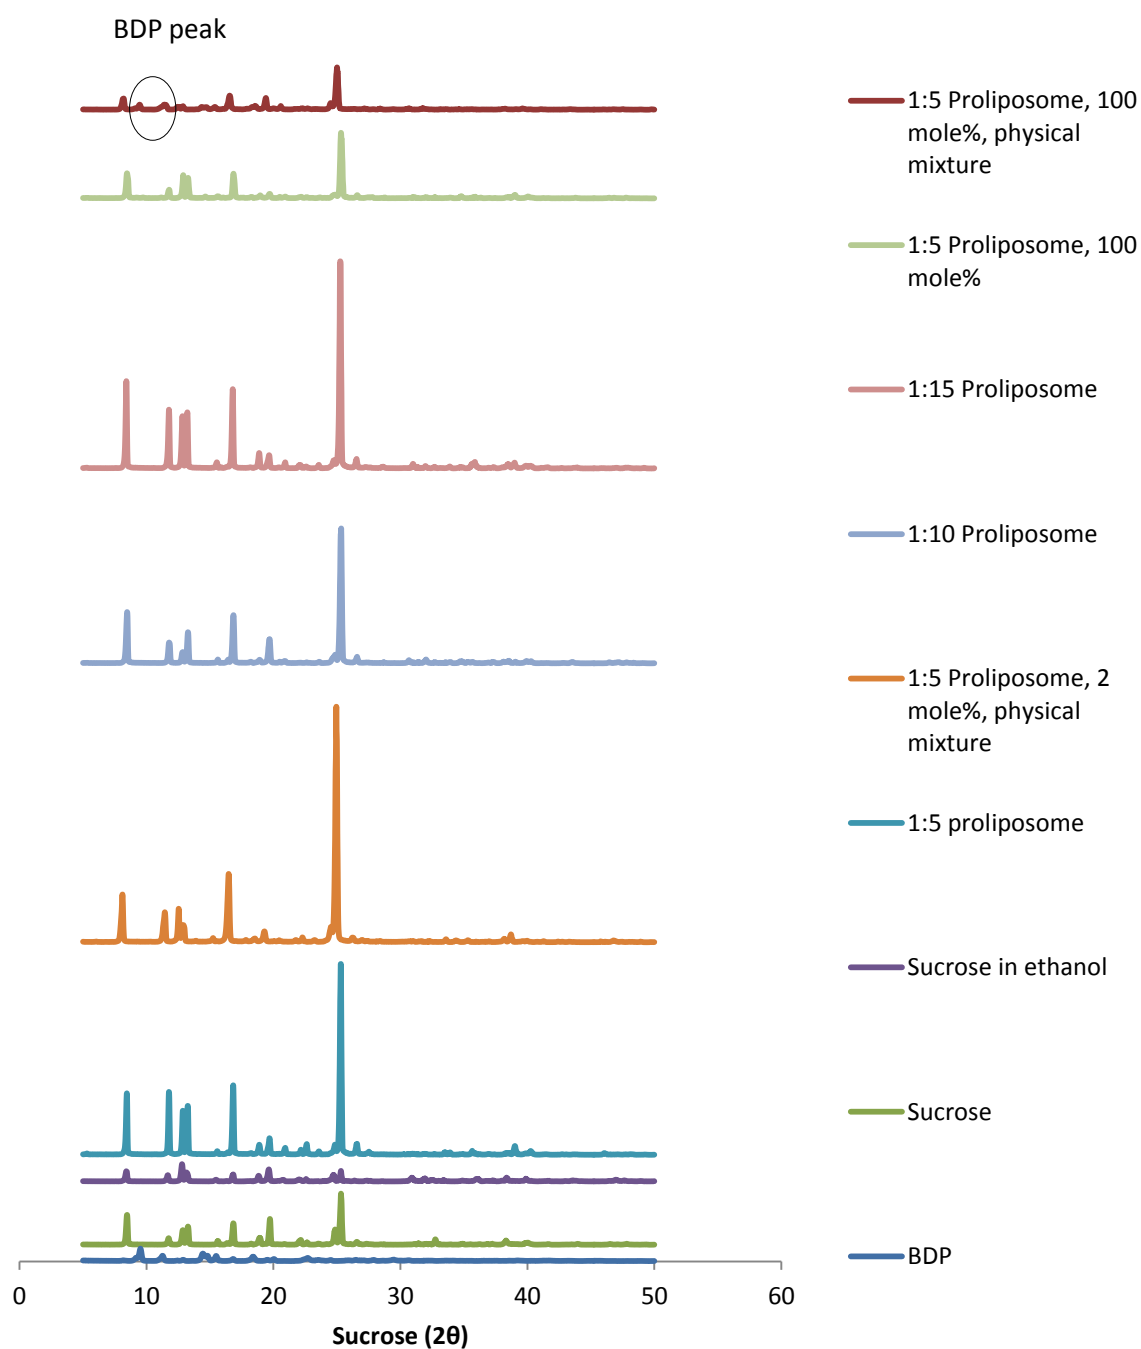 BDP peak
1:5 Proliposome, 100
mole%, physical
mixture
1:5 Proliposome, 100
mole%
1:15 Proliposome
1:10 Proliposome
1:5 Proliposome, 2
mole%, physical
mixture
1:5 proliposome
Sucrose in ethanol
Sucrose
BDP
0 10 20 30 40 50 60
Sucrose (2θ)